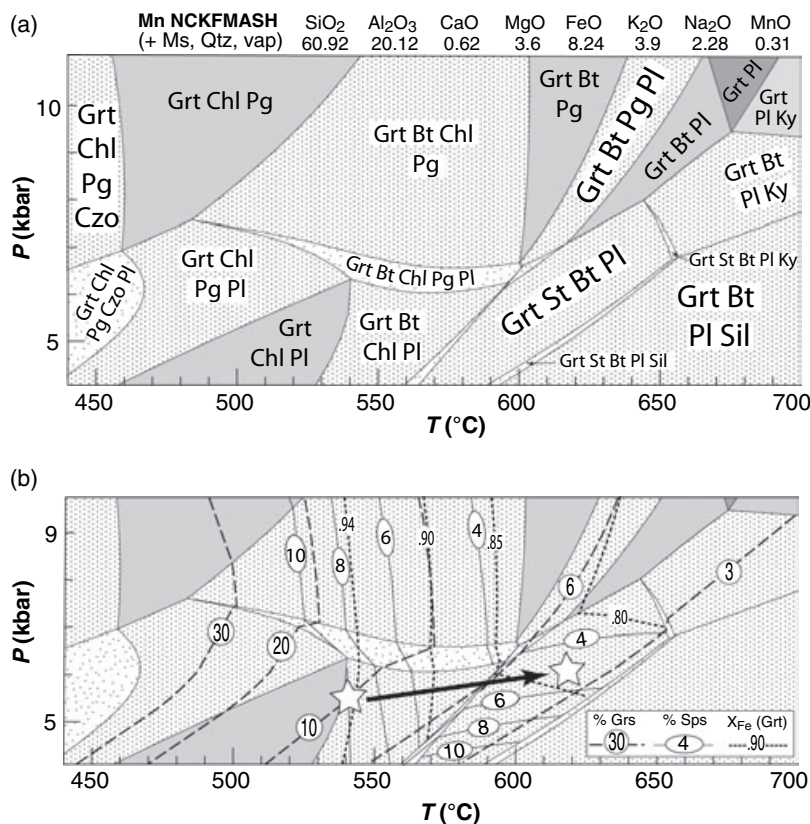 (a)
Mn NCKFMASH SiO₂ Al₂O₃ CaO MgO FeO K₂O Na₂O MnO
(+ Ms, Qtz, vap) 60.92 20.12 0.62 3.6 8.24 3.9 2.28 0.31
P (kbar)
10
5
Grt
Chl
Pg
Czo
Grt Chl Pg
Grt Bt Chl
Pg
Grt Bt
Pg
Grt Bt Pg Pl
Grt Bt Pl
Grt Pl
Grt
Pl Ky
Grt Bt
Pl Ky
Grt Chl
Pg Czo Pl
Grt Chl
Pg Pl
Grt Bt Chl Pg Pl
Grt St Bt Pl
Grt St Bt Pl Ky
Grt
Chl Pl
Grt Bt
Chl Pl
Grt Bt
Pl Sil
Grt St Bt Pl Sil
450 500 550 600 650 700
T (°C)
(b)
P (kbar)
9
5
10
8
.94
6
.90
4
.85
6
3
30
20
.80
4
10
6
8
10
% Grs % Sps XFe (Grt)
30 4 .90
450 500 550 600 650 700
T (°C)